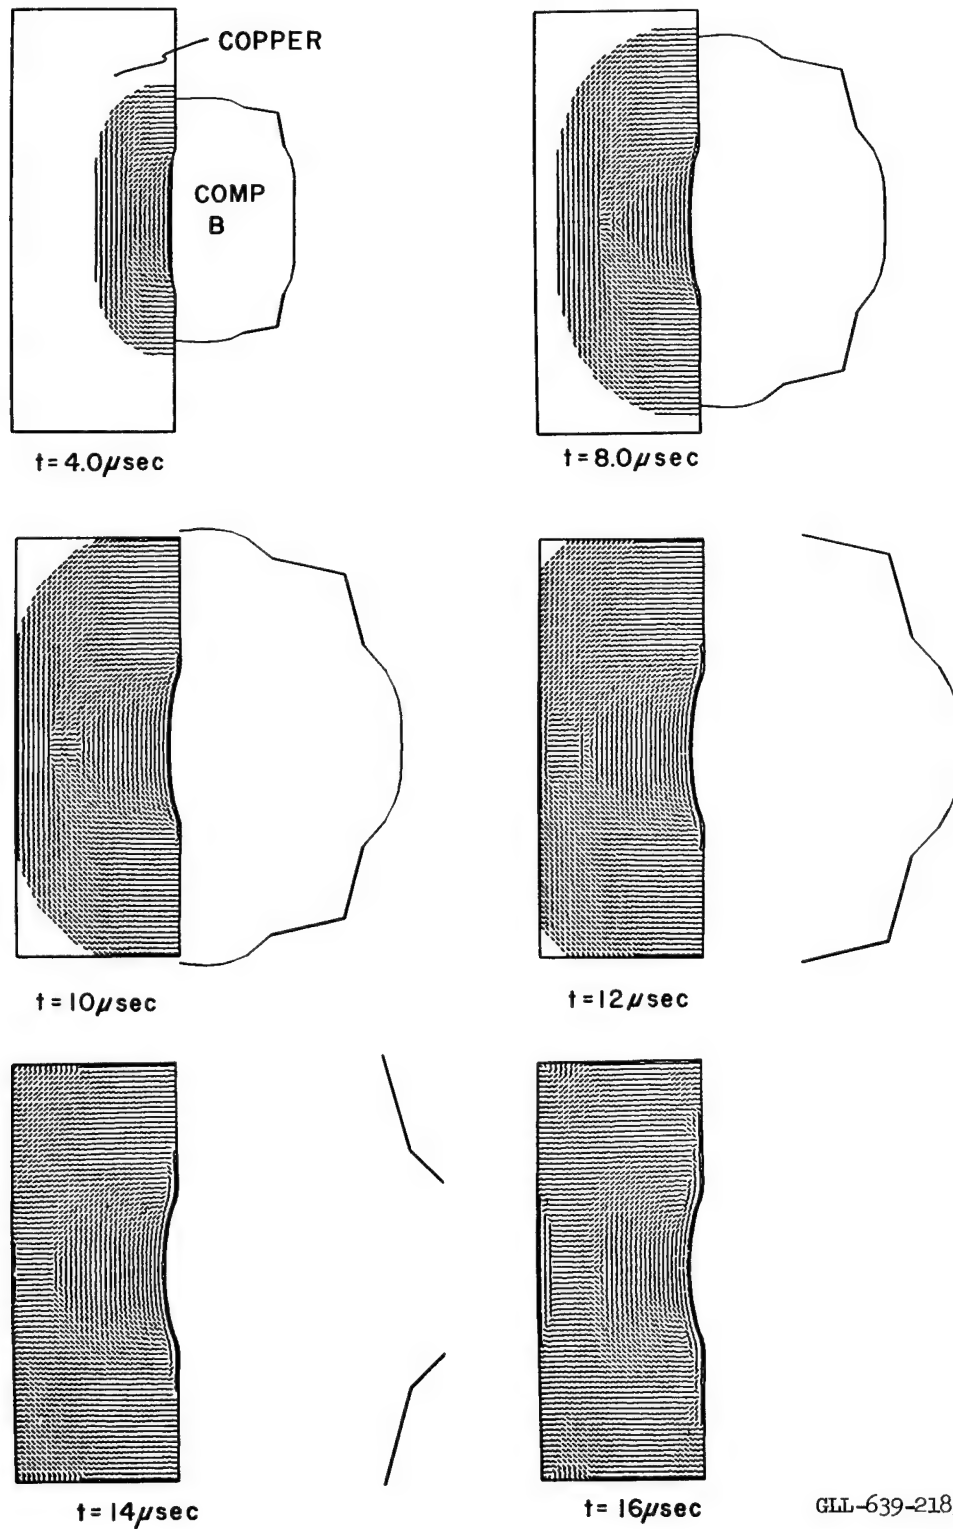 COPPER
COMP
B
t=4.0μsec
t=8.0μsec
t=10μsec
t=12μsec
t=14μsec
t=16μsec
GLL-639-218